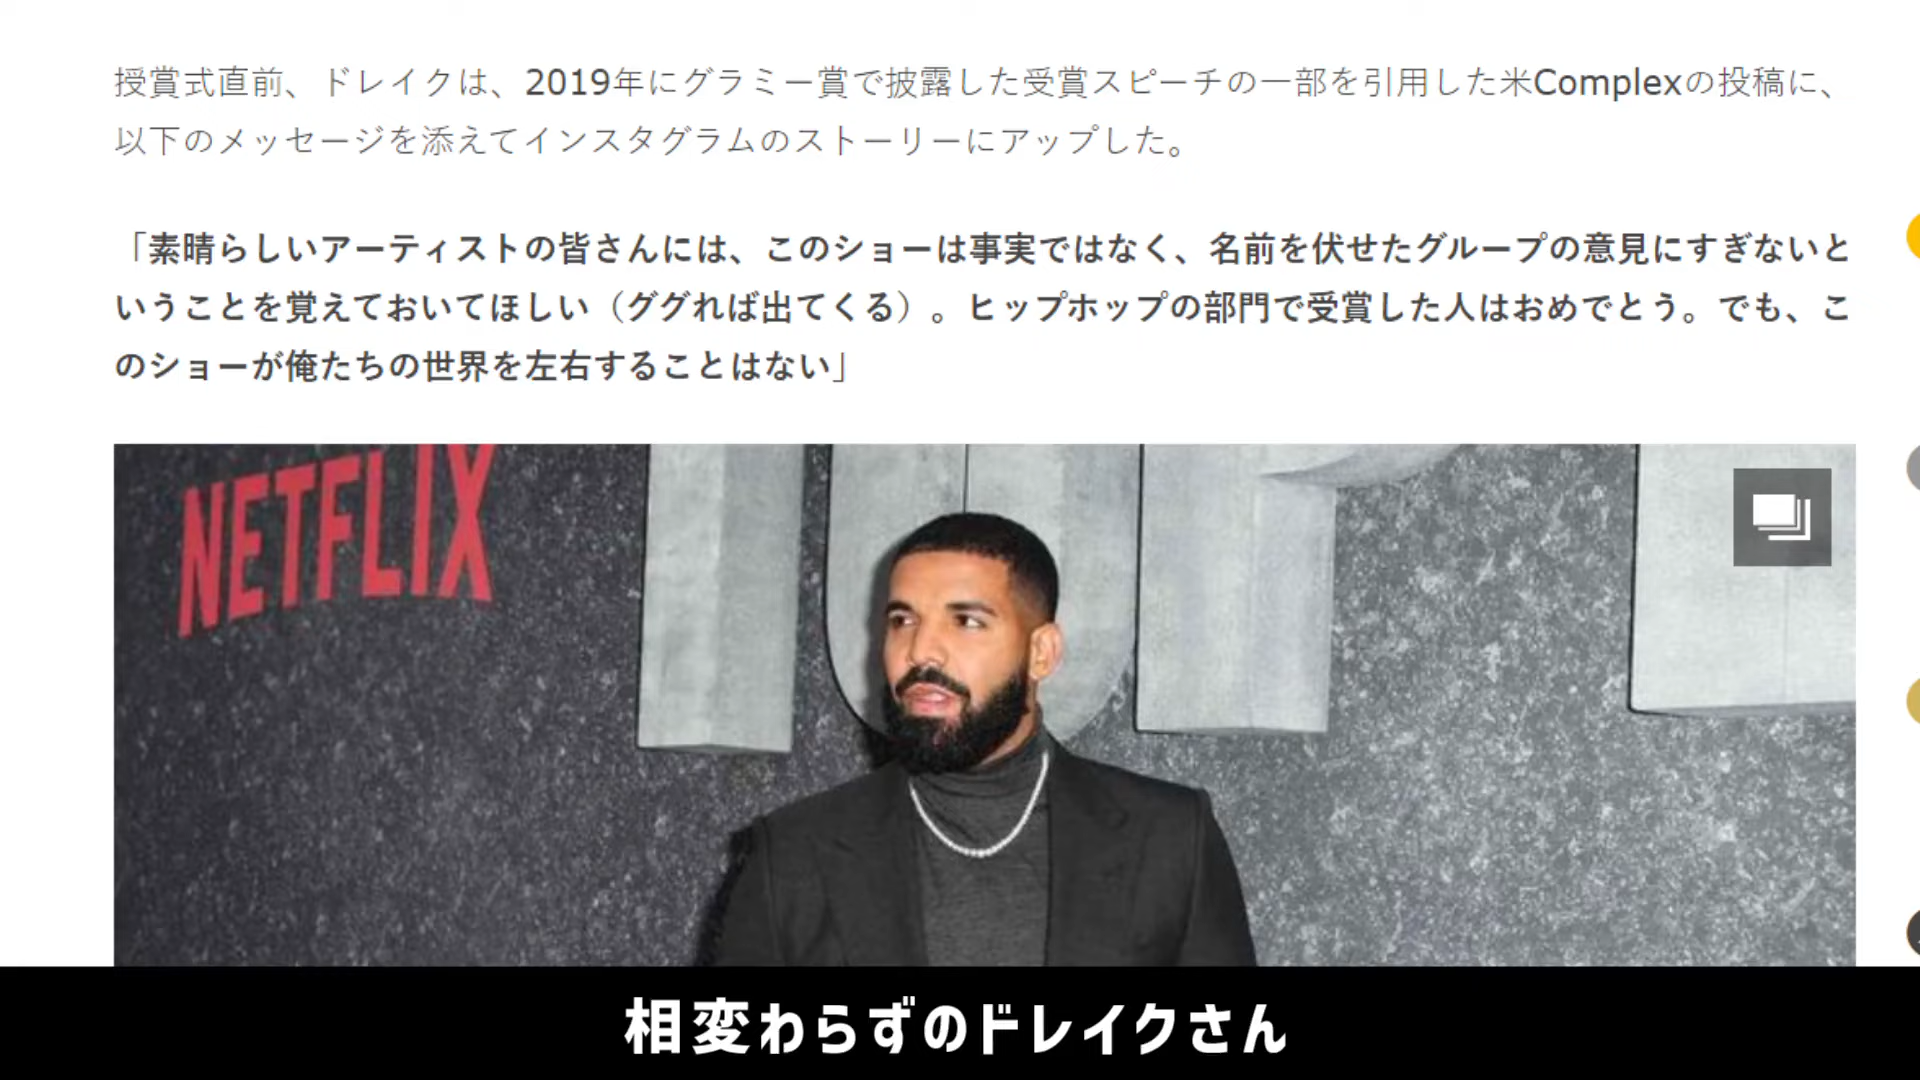 授賞式直前、ドレイクは、2019年にグラミー賞で披露した受賞スピーチの一部を引用した米Complexの投稿に、
以下のメッセージを添えてインスタグラムのストーリーにアップした。
「素晴らしいアーティストの皆さんには、このショーは事実ではなく、名前を伏せたグループの意見にすぎないと
いうことを覚えておいてほしい（ググれば出てくる）。ヒップホップの部門で受賞した人はおめでとう。でも、こ
のショーが俺たちの世界を左右することはない」
NETFLIX
相変わらずのドレイクさん